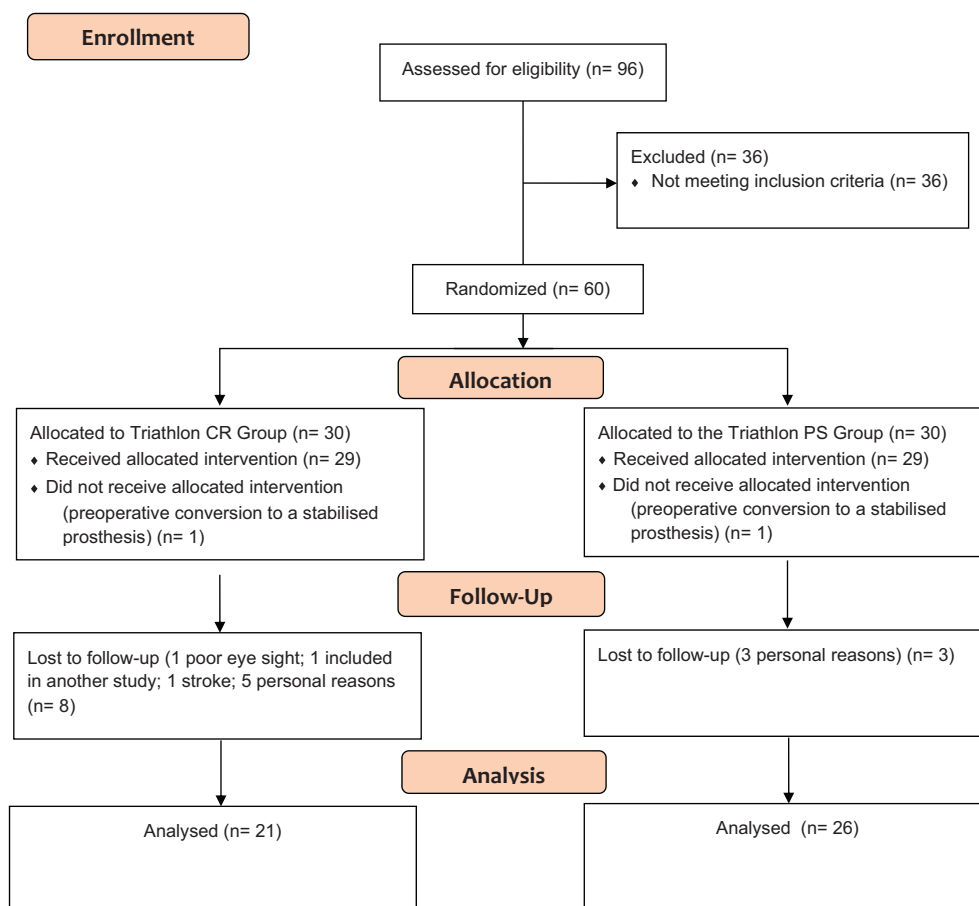 Enrollment
Assessed for eligibility (n= 96)
Excluded (n= 36)
♦ Not meeting inclusion criteria (n= 36)
Randomized (n= 60)
Allocation
Allocated to Triathlon CR Group (n= 30)
♦ Received allocated intervention (n= 29)
♦ Did not receive allocated intervention
(preoperative conversion to a stabilised
prosthesis) (n= 1)
Allocated to the Triathlon PS Group (n= 30)
♦ Received allocated intervention (n= 29)
♦ Did not receive allocated intervention
(preoperative conversion to a stabilised
prosthesis) (n= 1)
Follow-Up
Lost to follow-up (1 poor eye sight; 1 included
in another study; 1 stroke; 5 personal reasons
(n= 8)
Lost to follow-up (3 personal reasons) (n= 3)
Analysis
Analysed (n= 21)
Analysed (n= 26)